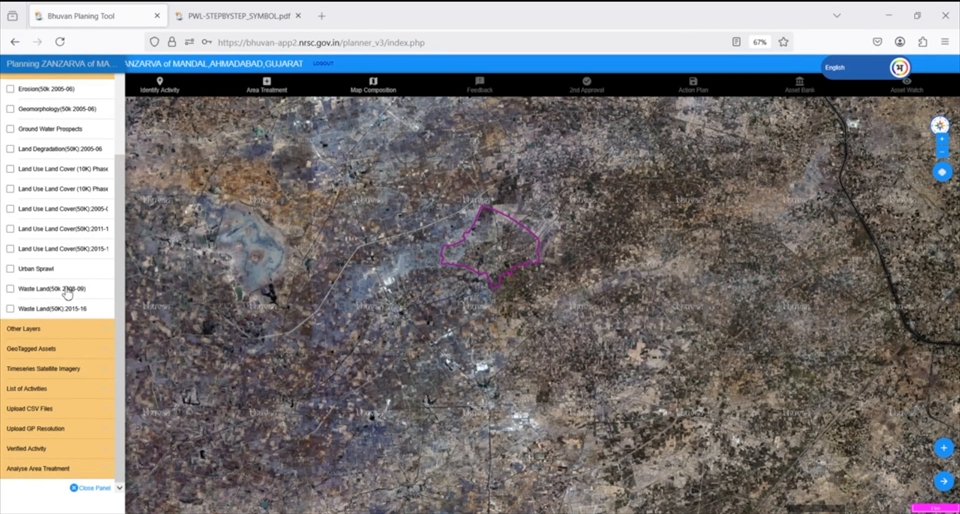 Bhuvan Planing Tool
PWL-STEPBYSTEP_SYMBOL.pdf
https://bhuvan-app2.nrsc.gov.in/planner_v3/index.php
67%
Planning ZANZARVA of MA...
ANZARVA of MANDAL,AHMADABAD,GUJARAT
LOGOUT
English
Identify Activity
Area Treatment
Map Composition
Feedback
2nd Approval
Action Plan
Asset Bank
Asset Watch
Erosion(50k 2005-06)
Geomorphology(50k 2005-06)
Ground Water Prospects
Land Degradation(50K):2005-06
Land Use Land Cover (10K) Phase
Land Use Land Cover (10K) Phase
Land Use Land Cover(50K):2005-0
Land Use Land Cover(50K):2011-1
Land Use Land Cover(50K):2015-1
Urban Sprawl
Waste Land(50k 2008-09)
Waste Land(50K):2015-16
Other Layers
GeoTagged Assets
Timeseries Satellite Imagery
List of Activities
Upload CSV Files
Upload GP Resolution
Verified Activity
Analyse Area Treatment
Close Panel